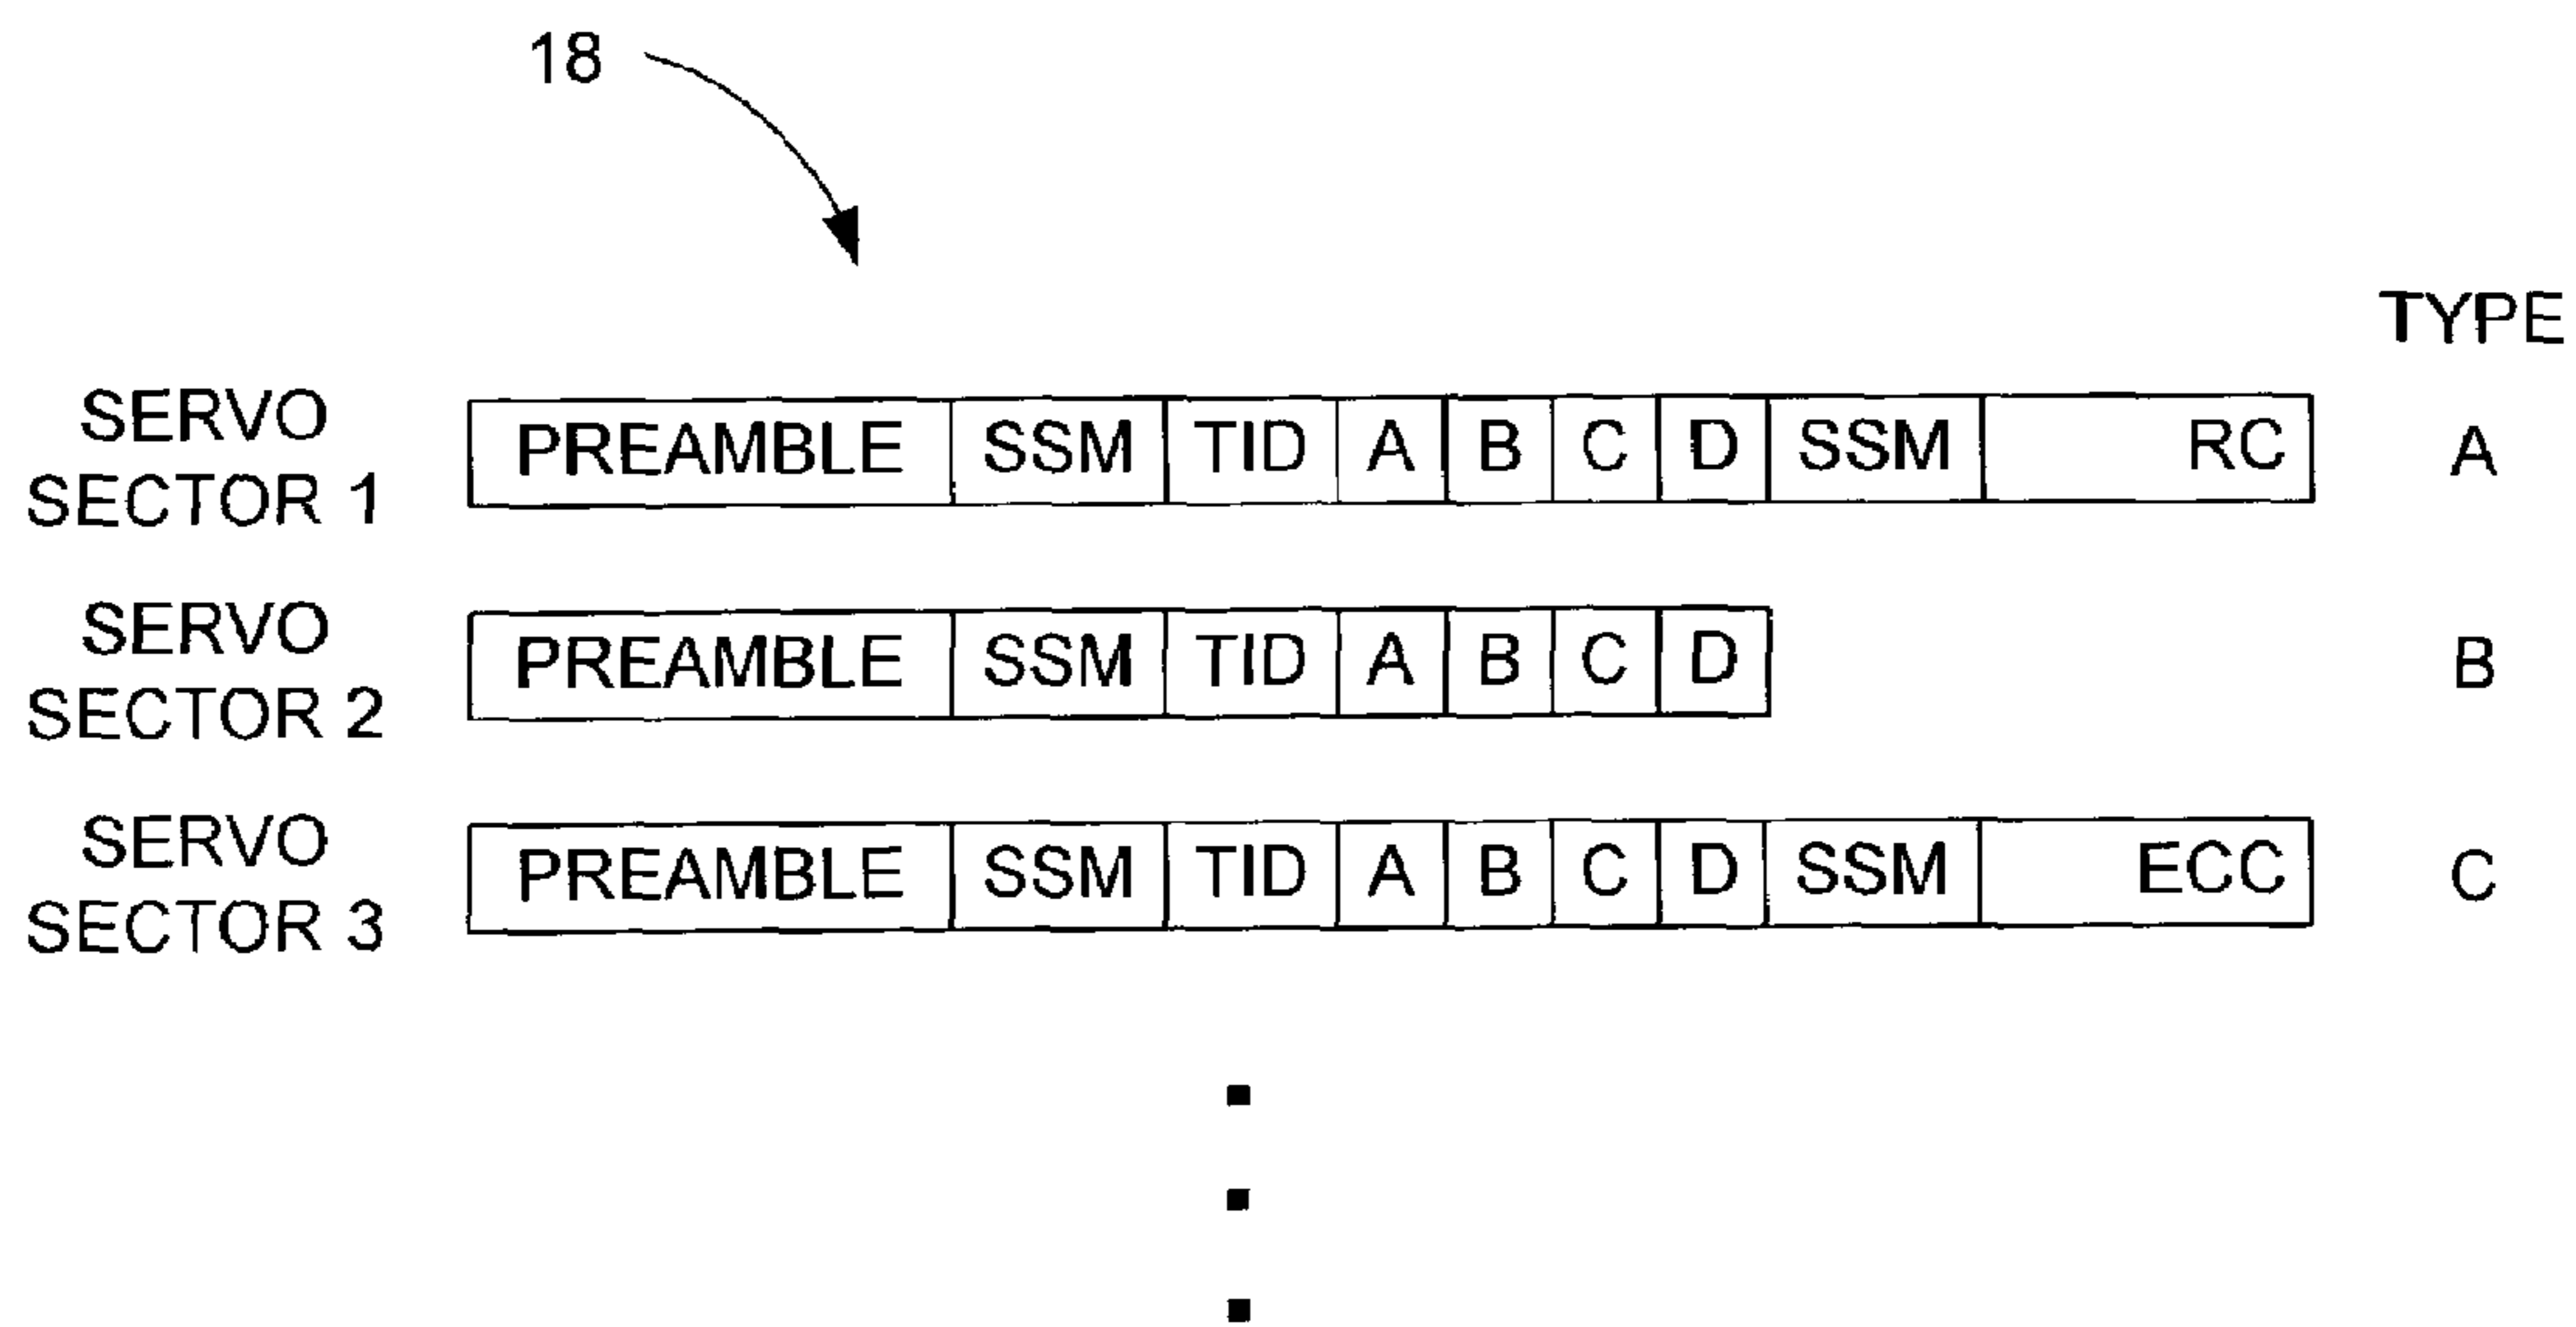 18
TYPE
SERVO
SECTOR 1
PREAMBLE SSM TID A B C D SSM RC
A
SERVO
SECTOR 2
PREAMBLE SSM TID A B C D
B
SERVO
SECTOR 3
PREAMBLE SSM TID A B C D SSM ECC
C